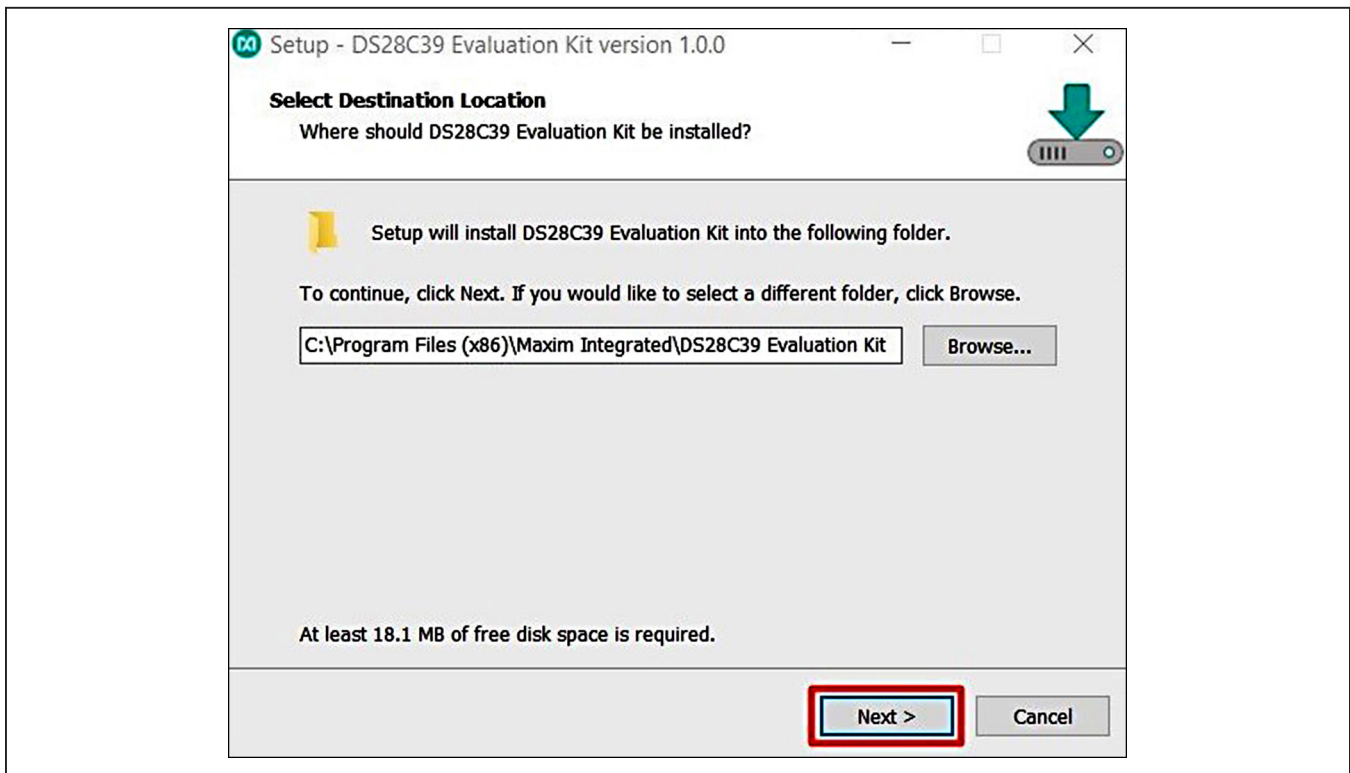 Setup - DS28C39 Evaluation Kit version 1.0.0
Select Destination Location
Where should DS28C39 Evaluation Kit be installed?
Setup will install DS28C39 Evaluation Kit into the following folder.
To continue, click Next. If you would like to select a different folder, click Browse.
C:\Program Files (x86)\Maxim Integrated\DS28C39 Evaluation Kit
Browse...
At least 18.1 MB of free disk space is required.
Next >
Cancel